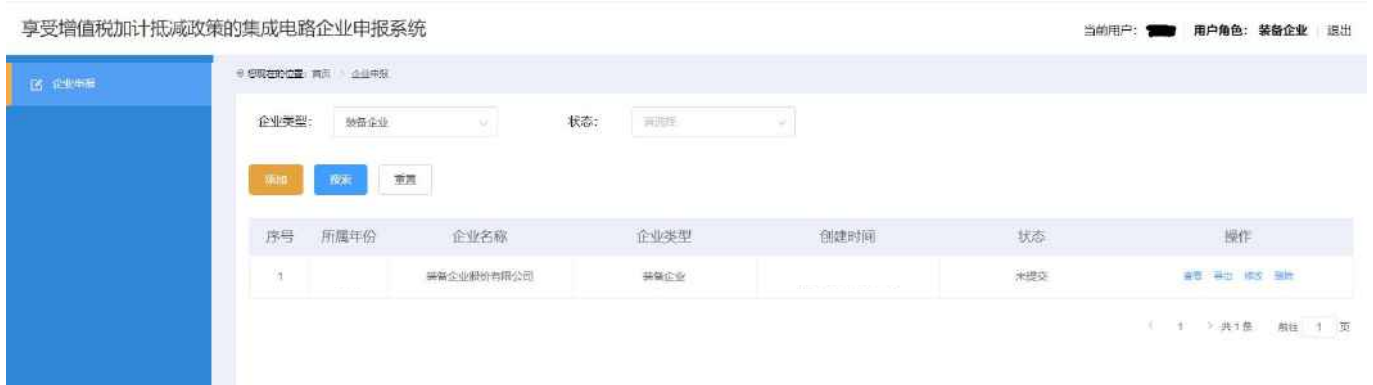 享受增值税加计抵减政策的集成电路企业申报系统
当前用户： 用户角色：装备企业 退出
企业申报
您现在的位置：首页 > 企业申报
企业类型： 装备企业 状态： 请选择
添加 搜索 重置
序号 所属年份 企业名称 企业类型 创建时间 状态 操作
1 装备企业股份有限公司 装备企业 未提交 查看 导出 修改 删除
< 1 > 共1条 前往 1 页